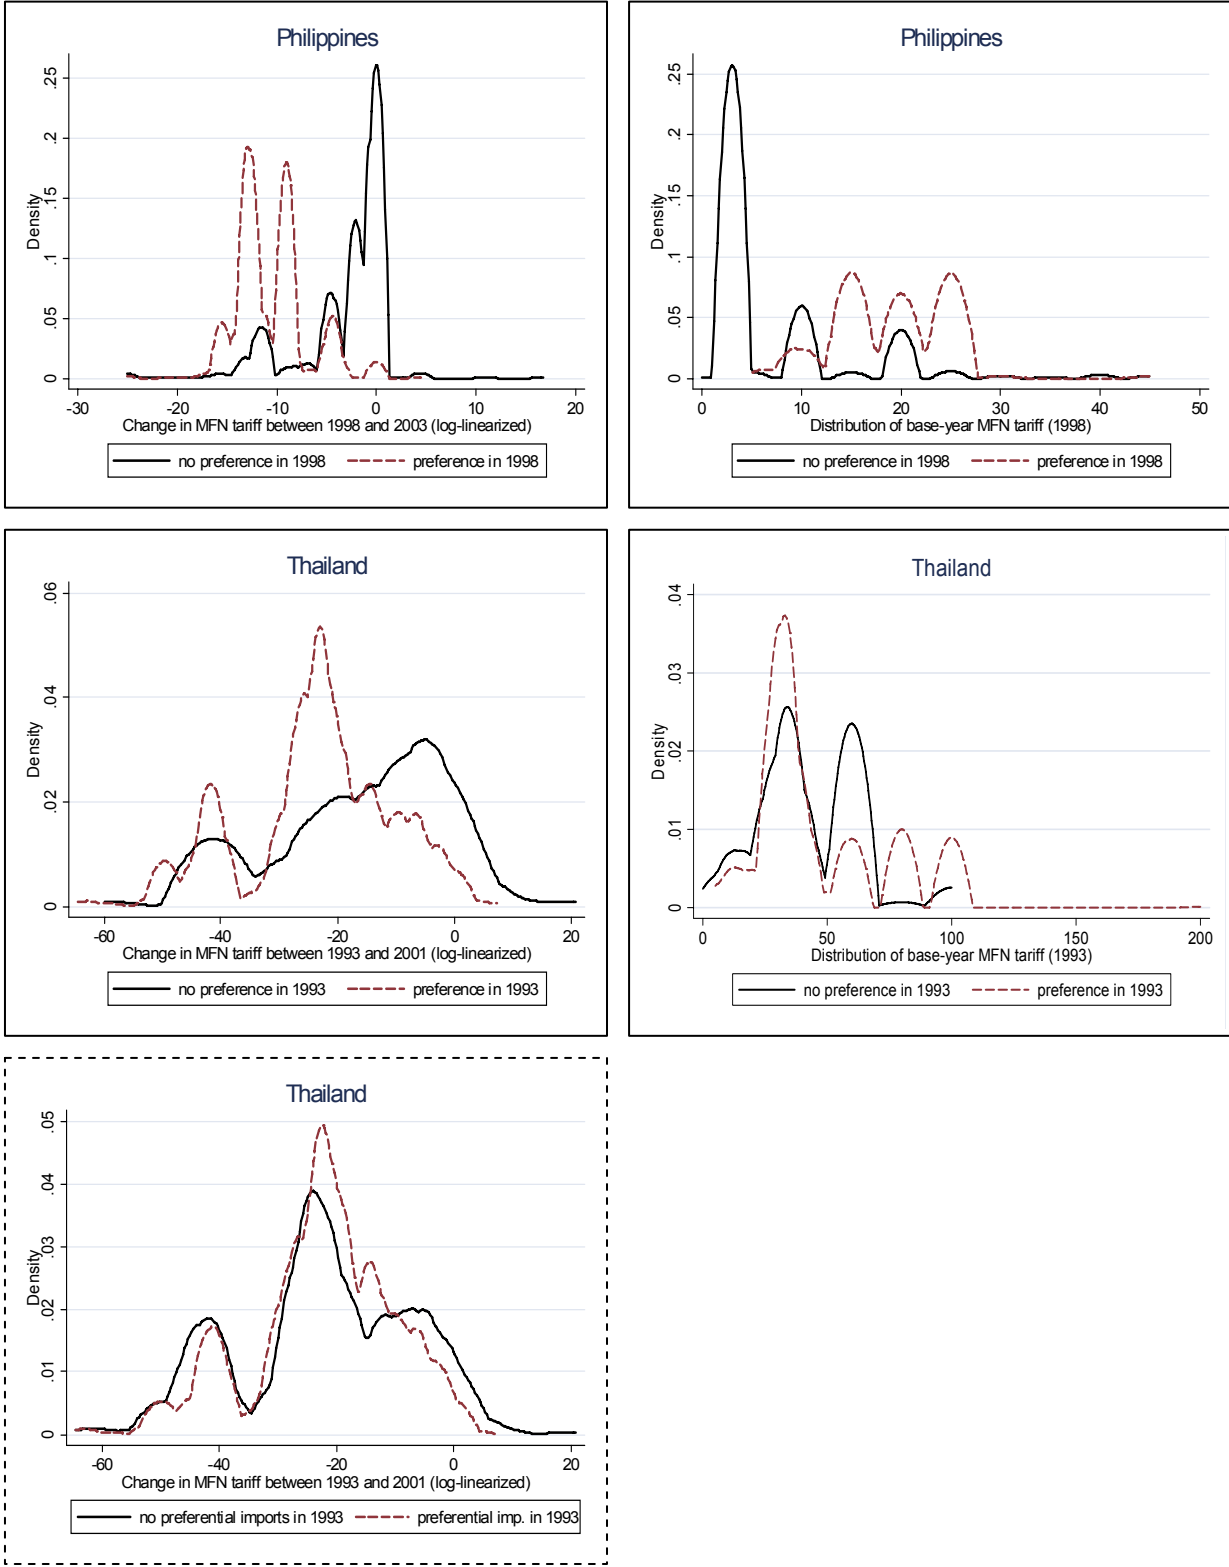 Philippines
Density
0 .05 .1 .15 .2 .25
-30 -20 -10 0 10 20
Change in MFN tariff between 1998 and 2003 (log-linearized)
no preference in 1998 preference in 1998
Philippines
Density
0 .05 .1 .15 .2 .25
0 10 20 30 40 50
Distribution of base-year MFN tariff (1998)
no preference in 1998 preference in 1998
Thailand
Density
0 .02 .04 .06
-60 -40 -20 0 20
Change in MFN tariff between 1993 and 2001 (log-linearized)
no preference in 1993 preference in 1993
Thailand
Density
0 .01 .02 .03 .04
0 50 100 150 200
Distribution of base-year MFN tariff (1993)
no preference in 1993 preference in 1993
Thailand
Density
0 .01 .02 .03 .04 .05
-60 -40 -20 0 20
Change in MFN tariff between 1993 and 2001 (log-linearized)
no preferential imports in 1993 preferential imp. in 1993